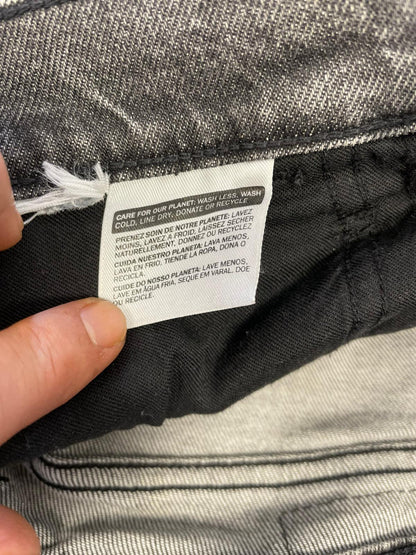 CARE FOR OUR PLANET: WASH LESS, WASH
COLD, LINE DRY, DONATE OR RECYCLE
PRENEZ SOIN DE NOTRE PLANETE: LAVEZ
MOINS, LAVEZ A FROID, LAISSEZ SECHER
NATURELLEMENT, DONNEZ OU RECYCLEZ
CUIDA NUESTRO PLANETA: LAVA MENOS,
LAVA EN FRIO, TIENDE LA ROPA, DONA O
RECICLA.
CUIDE DO NOSSO PLANETA: LAVE MENOS,
LAVE EM ÁGUA FRIA, SEQUE EM VARAL. DOE
OU RECICLE.